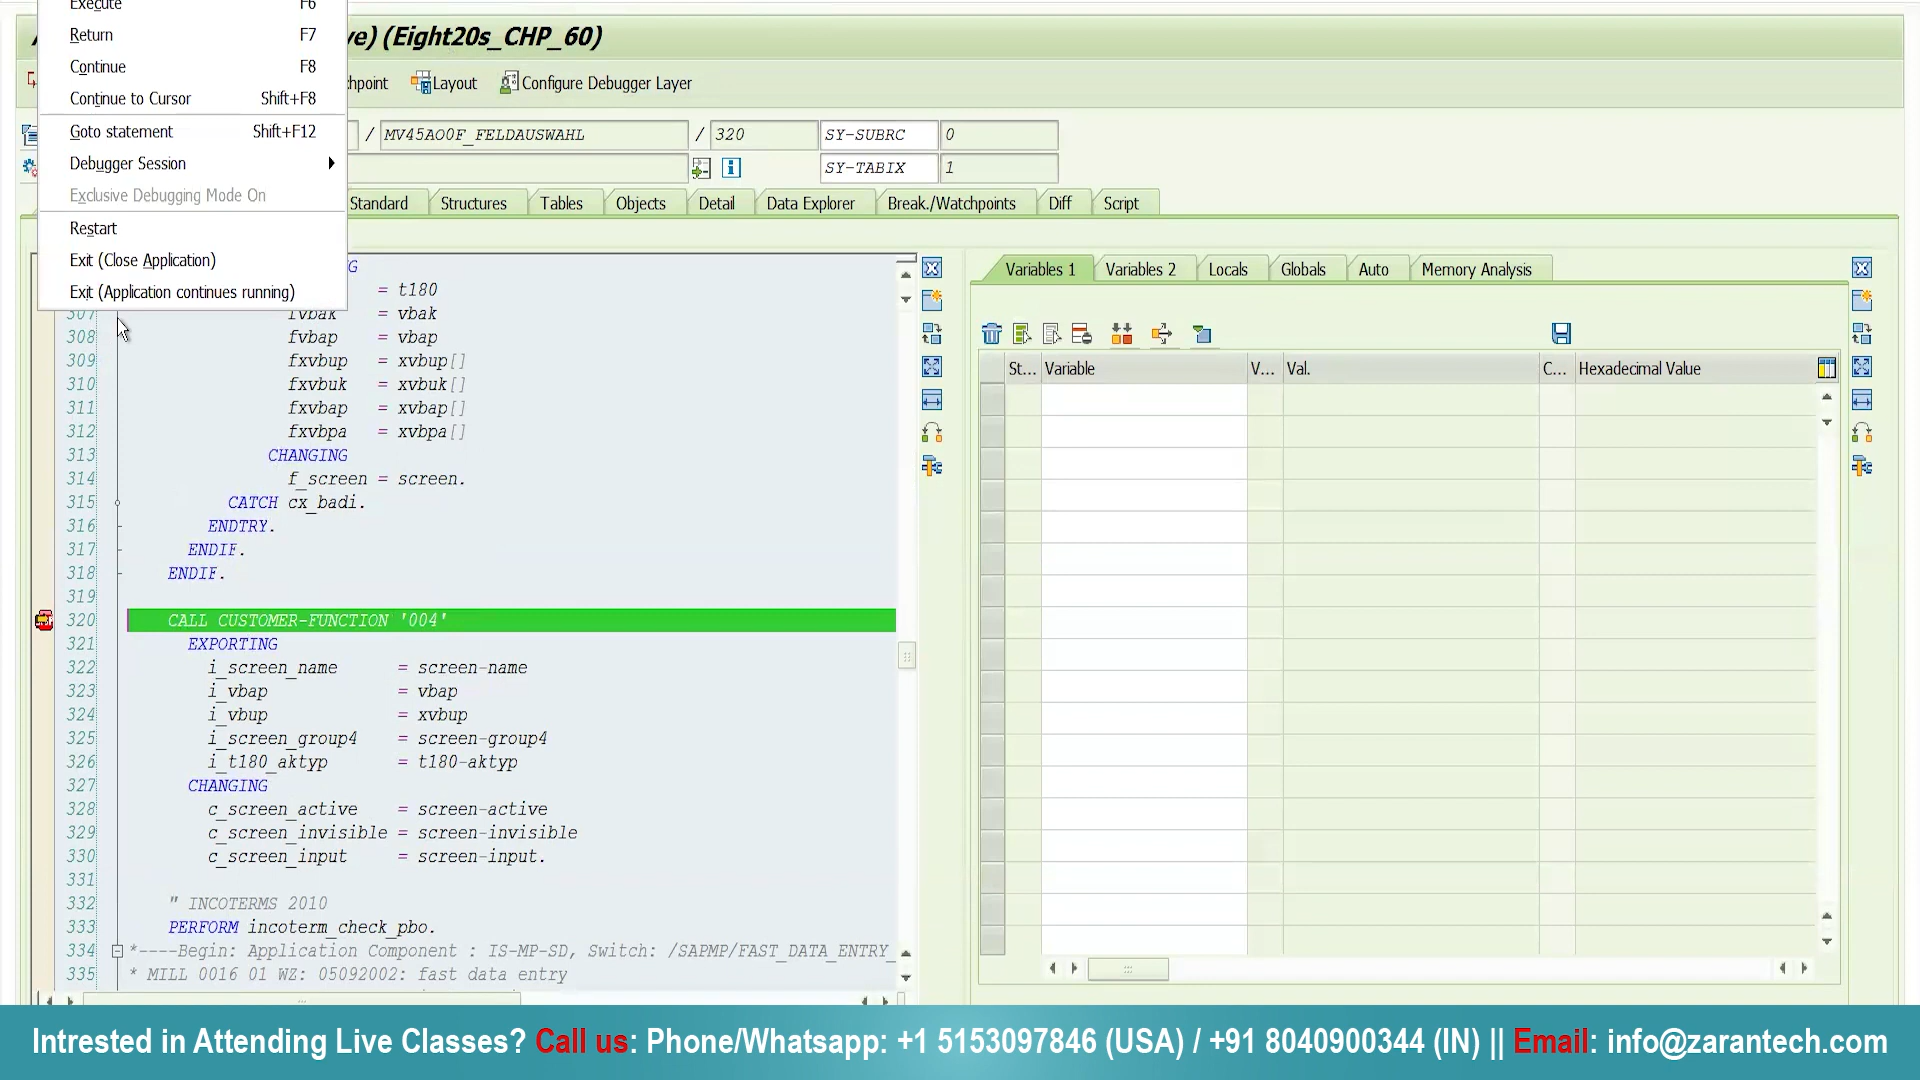 Execute F6
Return F7
Continue F8
Continue to Cursor Shift+F8
Goto statement Shift+F12
Debugger Session
Exclusive Debugging Mode On
Restart
Exit (Close Application)
Exit (Application continues running)
ve) (Eight20s_CHP_60)
hpoint Layout Configure Debugger Layer
/ MV45AO0F_FELDAUSWAHL / 320 SY-SUBRC 0
SY-TABIX 1
Standard Structures Tables Objects Detail Data Explorer Break./Watchpoints Diff Script
G
= t180
307 fvbak = vbak
308 fvbap = vbap
309 fxvbup = xvbup[]
310 fxvbuk = xvbuk[]
311 fxvbap = xvbap[]
312 fxvbpa = xvbpa[]
313 CHANGING
314 f_screen = screen.
315 CATCH cx_badi.
316 ENDTRY.
317 ENDIF.
318 ENDIF.
319
320 CALL CUSTOMER-FUNCTION '004'
321 EXPORTING
322 i_screen_name = screen-name
323 i_vbap = vbap
324 i_vbup = xvbup
325 i_screen_group4 = screen-group4
326 i_t180_aktyp = t180-aktyp
327 CHANGING
328 c_screen_active = screen-active
329 c_screen_invisible = screen-invisible
330 c_screen_input = screen-input.
331
332 " INCOTERMS 2010
333 PERFORM incoterm_check_pbo.
334 *----Begin: Application Component : IS-MP-SD, Switch: /SAPMP/FAST_DATA_ENTRY_
335 * MILL 0016 01 WZ: 05092002: fast data entry
Variables 1 Variables 2 Locals Globals Auto Memory Analysis
St... Variable V... Val. C... Hexadecimal Value
Intrested in Attending Live Classes? Call us: Phone/Whatsapp: +1 5153097846 (USA) / +91 8040900344 (IN) || Email: info@zarantech.com